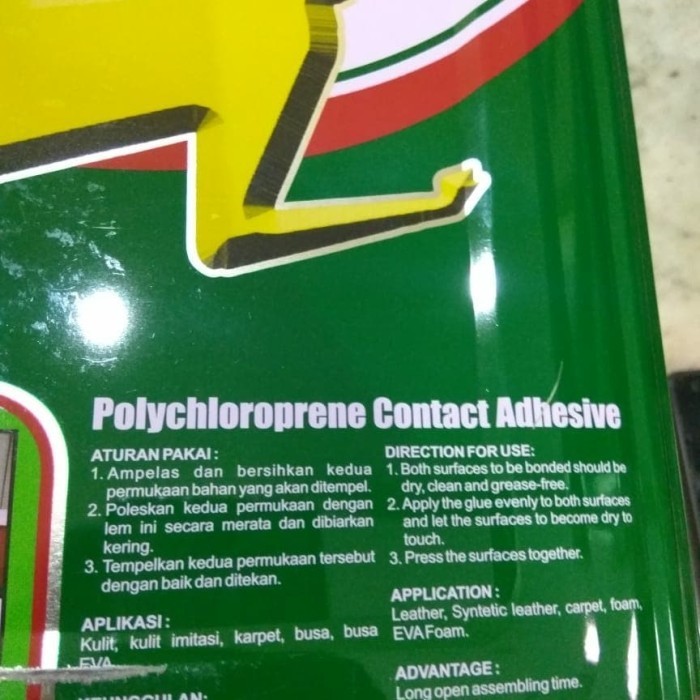 Polychloroprene Contact Adhesive
ATURAN PAKAI :
1. Ampelas dan bersihkan kedua
permukaan bahan yang akan ditempel.
2. Poleskan kedua permukaan dengan
lem ini secara merata dan dibiarkan
kering.
3. Tempelkan kedua permukaan tersebut
dengan baik dan ditekan.
APLIKASI :
Kulit, kulit imitasi, karpet, busa, busa
EVA
KEUNGGULAN:
DIRECTION FOR USE:
1. Both surfaces to be bonded should be
dry, clean and grease-free.
2. Apply the glue evenly to both surfaces
and let the surfaces to become dry to
touch.
3. Press the surfaces together.
APPLICATION :
Leather, Syntetic leather, carpet, foam,
EVA Foam.
ADVANTAGE :
Long open assembling time.